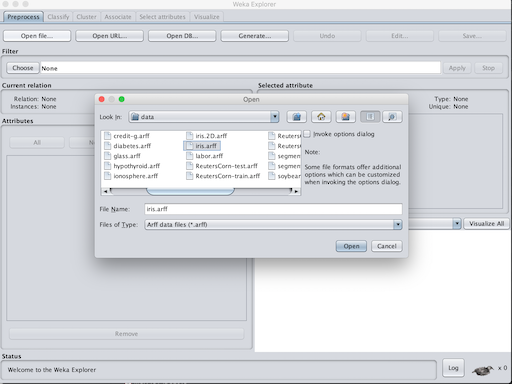 Weka Explorer
Preprocess Classify Cluster Associate Select attributes Visualize
Open file... Open URL... Open DB... Generate... Undo Edit... Save...
Filter
Choose None Apply Stop
Current relation
Relation: None
Instances: None
Selected attribute
Type: None
Unique: None
Attributes
All
Remove
Open
Look In: data
credit-g.arff
diabetes.arff
glass.arff
hypothyroid.arff
ionosphere.arff
iris.2D.arff
iris.arff
labor.arff
ReutersCorn-test.arff
ReutersCorn-train.arff
Reuters
Reuters
segmen
segmen
soybear
Invoke options dialog
Note:
Some file formats offer additional
options which can be customized
when invoking the options dialog.
File Name: iris.arff
Files of Type: Arff data files (*.arff)
Open Cancel
Visualize All
Status
Welcome to the Weka Explorer
Log x 0